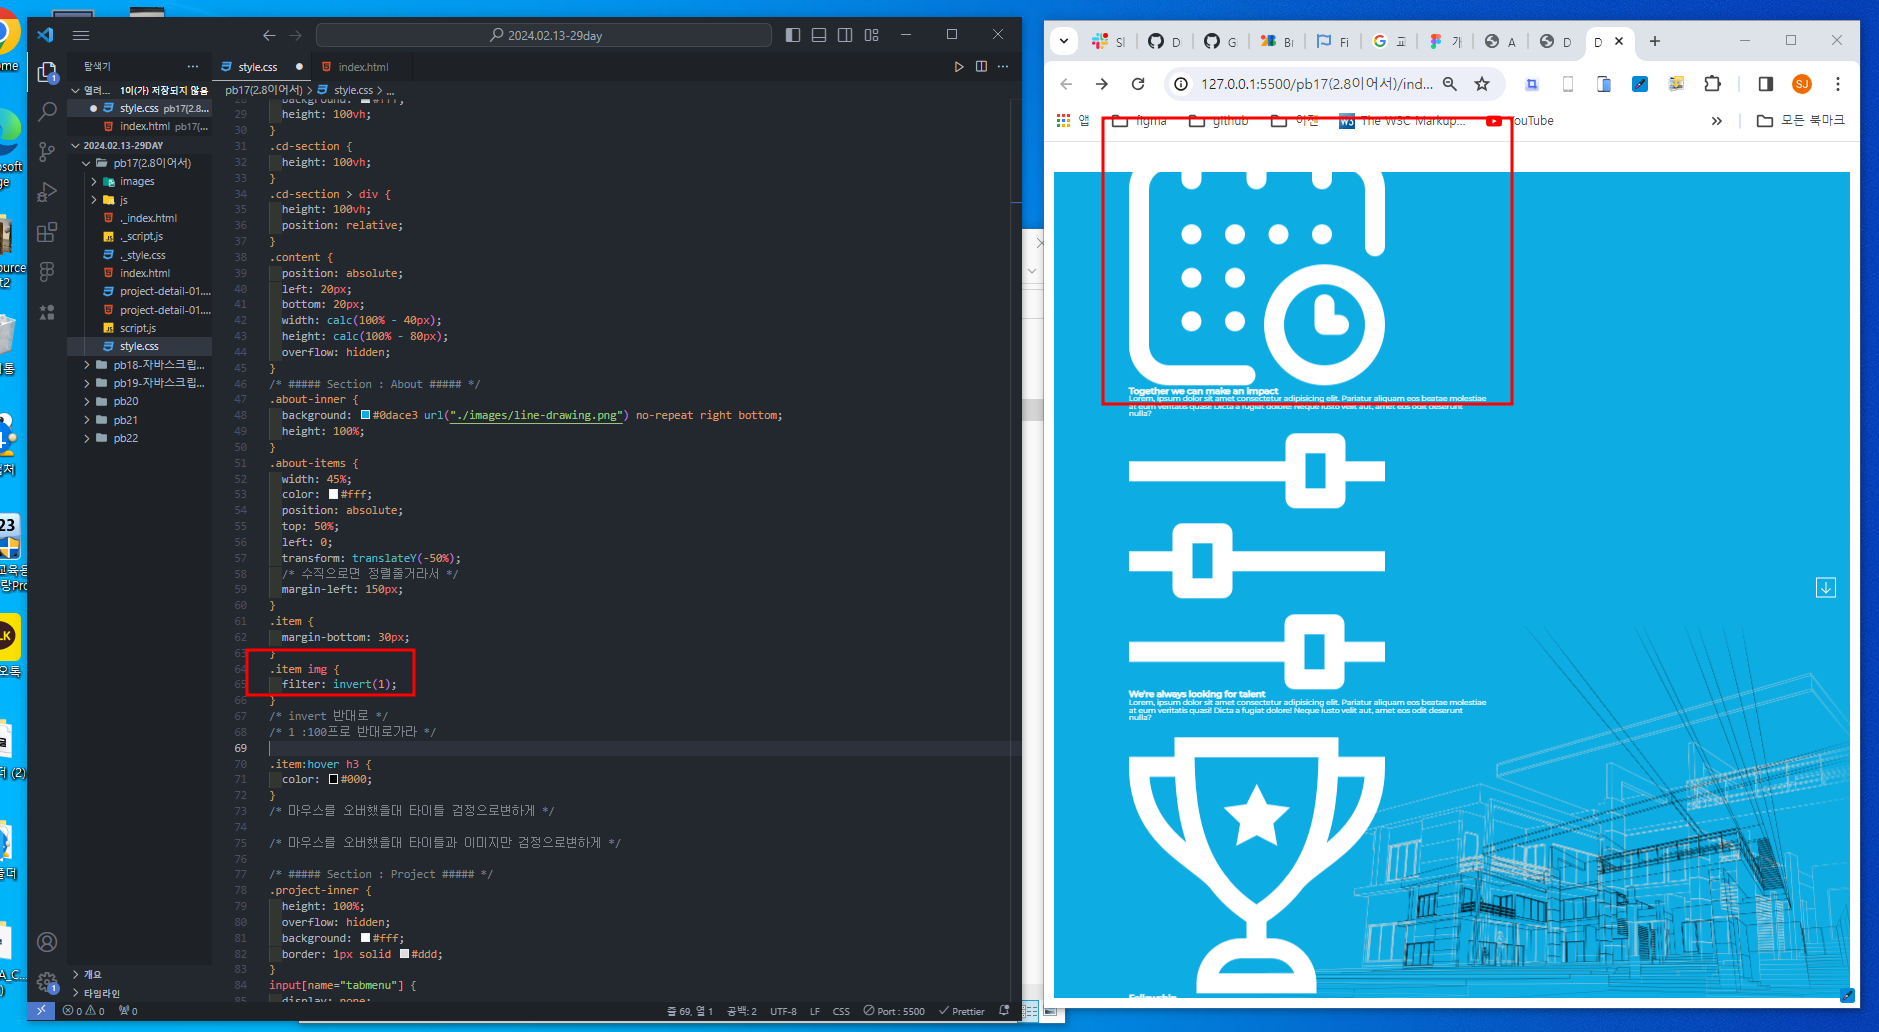 2024.02.13-29day
탐색기
style.css
index.html
1이(가) 저장되지 않음
style.css pb17(2.8...
index.html pb17(...
2024.02.13-29DAY
pb17(2.8이어서)
images
js
._index.html
._script.js
._style.css
index.html
project-detail-01....
project-detail-01....
script.js
style.css
pb18-자바스크립...
pb19-자바스크립...
pb20
pb21
pb22
개요
타임라인
pb17(2.8이어서) > style.css > ...
28 background: #fff;
29 height: 100vh;
30 }
31 .cd-section {
32 height: 100vh;
33 }
34 .cd-section > div {
35 height: 100vh;
36 position: relative;
37 }
38 .content {
39 position: absolute;
40 left: 20px;
41 bottom: 20px;
42 width: calc(100% - 40px);
43 height: calc(100% - 80px);
44 overflow: hidden;
45 }
46 /* ##### Section : About ##### */
47 .about-inner {
48 background: #0dace3 url("./images/line-drawing.png") no-repeat right bottom;
49 height: 100%;
50 }
51 .about-items {
52 width: 45%;
53 color: #fff;
54 position: absolute;
55 top: 50%;
56 left: 0;
57 transform: translateY(-50%);
58 /* 수직으로면 정렬줄거라서 */
59 margin-left: 150px;
60 }
61 .item {
62 margin-bottom: 30px;
63 }
64 .item img {
65 filter: invert(1);
66 }
67 /* invert 반대로 */
68 /* 1 :100프로 반대로가라 */
69
70 .item:hover h3 {
71 color: #000;
72 }
73 /* 마우스를 오버했을대 타이틀 검정으로변하게 */
74
75 /* 마우스를 오버했을대 타이틀과 이미지만 검정으로변하게 */
76
77 /* ##### Section : Project ##### */
78 .project-inner {
79 height: 100%;
80 overflow: hidden;
81 background: #fff;
82 border: 1px solid #ddd;
83 }
84 input[name="tabmenu"] {
85 display: none;
0 0 0
줄 69, 열 1 공백: 2 UTF-8 LF CSS Port : 5500 Prettier
127.0.0.1:5500/pb17(2.8이어서)/ind...
SJ
앱 figma github 이젠 The W3C Markup... YouTube
모든 북마크
Together we can make an impact
Lorem, ipsum dolor sit amet consectetur adipisicing elit. Pariatur aliquam eos beatae molestiae
at eum veritatis quasi! Dicta a fugiat dolore! Neque iusto velit aut, amet eos odit deserunt
nulla?
We're always looking for talent
Lorem, ipsum dolor sit amet consectetur adipisicing elit. Pariatur aliquam eos beatae molestiae
at eum veritatis quasi! Dicta a fugiat dolore! Neque iusto velit aut, amet eos odit deserunt
nulla?
Fellowship